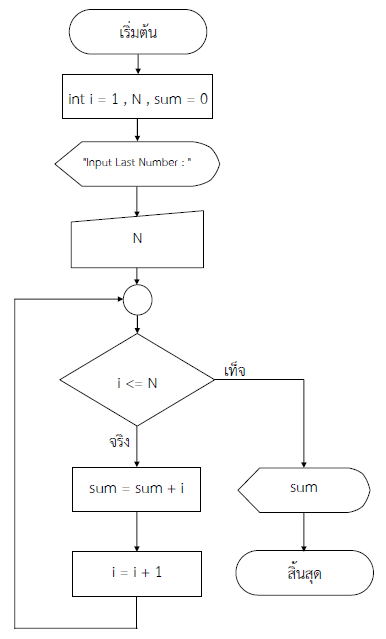 เริ่มต้น
int i = 1 , N , sum = 0
"Input Last Number : "
N
i <= N
เท็จ
จริง
sum = sum + i
sum
i = i + 1
สิ้นสุด